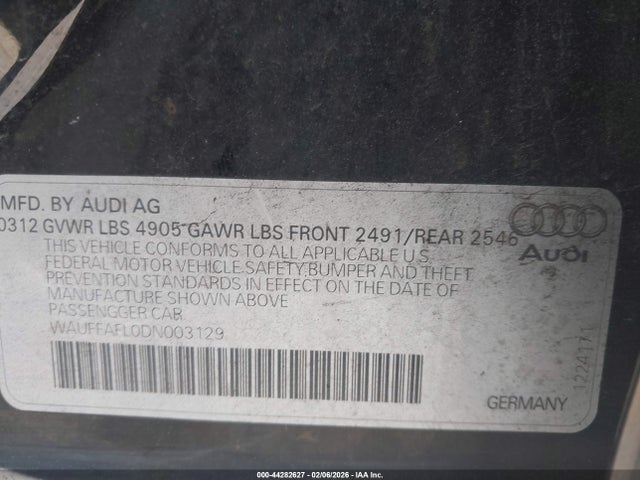 MFD. BY AUDI AG
0312 GVWR LBS 4905 GAWR LBS FRONT 2491/REAR 2546
THIS VEHICLE CONFORMS TO ALL APPLICABLE U.S.
FEDERAL MOTOR VEHICLE SAFETY,BUMPER AND THEFT
PREVENTION STANDARDS IN EFFECT ON THE DATE OF
MANUFACTURE SHOWN ABOVE
PASSENGGER CAR
WAUFFAFL0DN003129
Audi
1224171
GERMANY
000-44282627 - 02/06/2026 - IAA Inc.